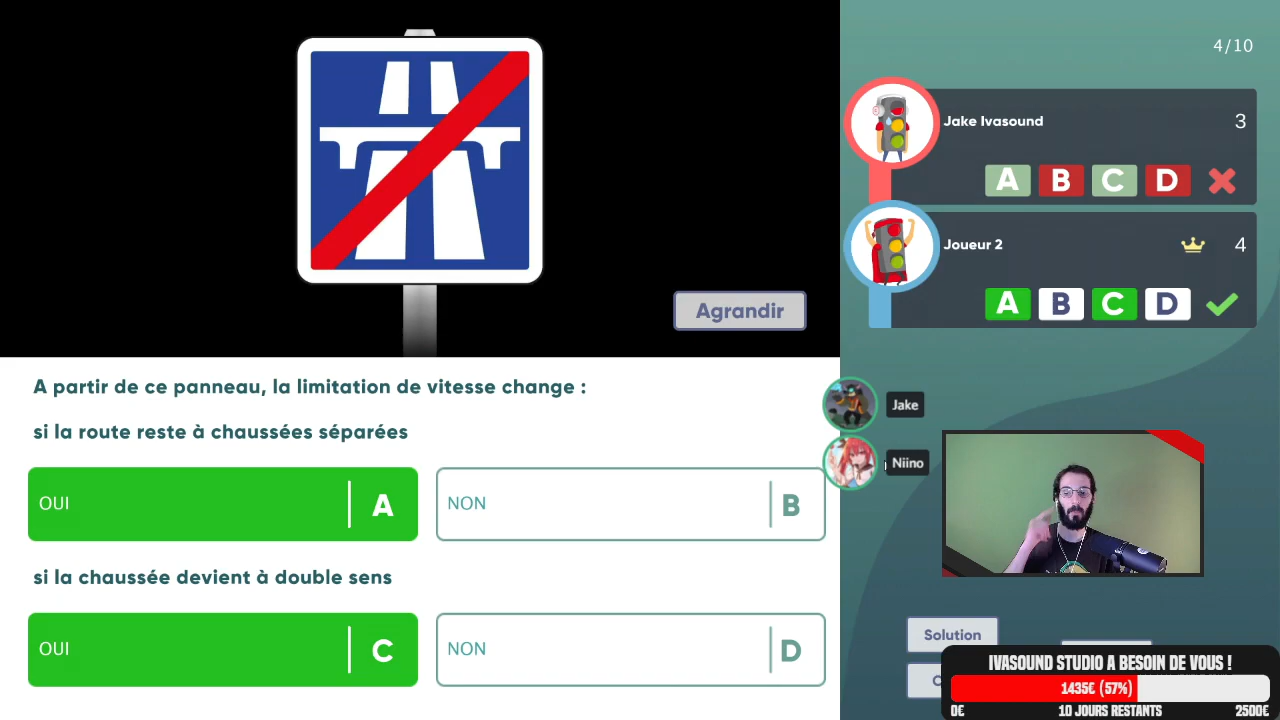 4/10
Jake Ivasound
3
A B C D
Joueur 2
4
A B C D
Agrandir
A partir de ce panneau, la limitation de vitesse change :
si la route reste à chaussées séparées
OUI A
NON B
si la chaussée devient à double sens
OUI C
NON D
Jake
Niino
Solution
IVASOUND STUDIO A BESOIN DE VOUS !
1435€ (57%)
0€ 10 JOURS RESTANTS 2500€